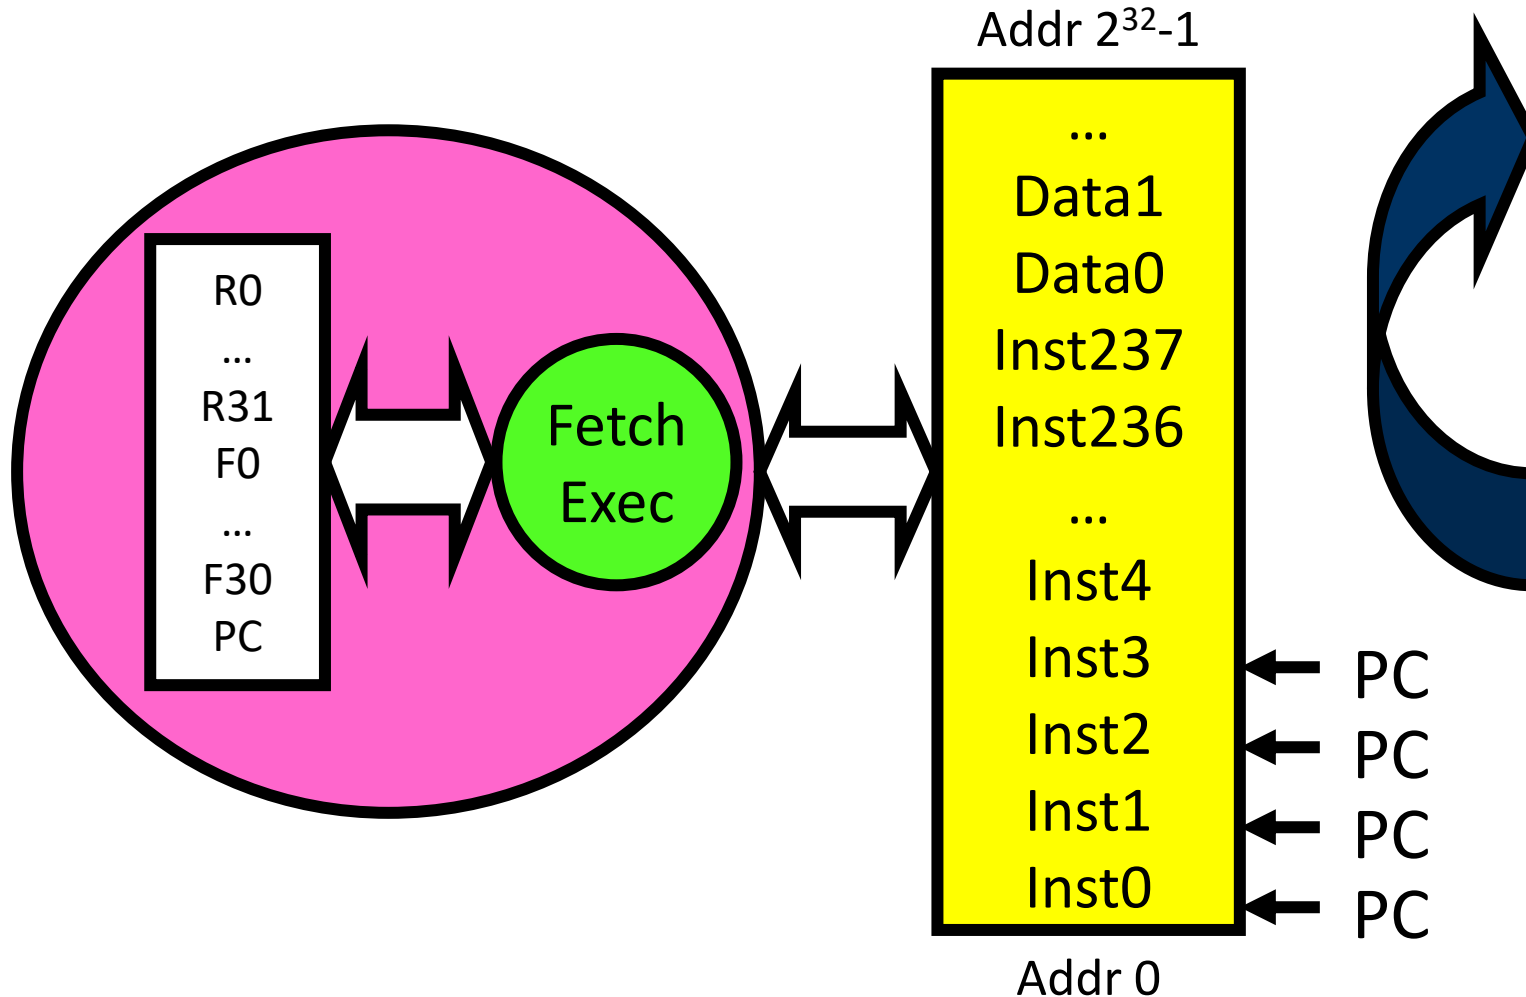 Addr 2³²-1
R0
...
R31
F0
...
F30
PC
Fetch
Exec
...
Data1
Data0
Inst237
Inst236
...
Inst4
Inst3
Inst2
Inst1
Inst0
PC
PC
PC
PC
Addr 0